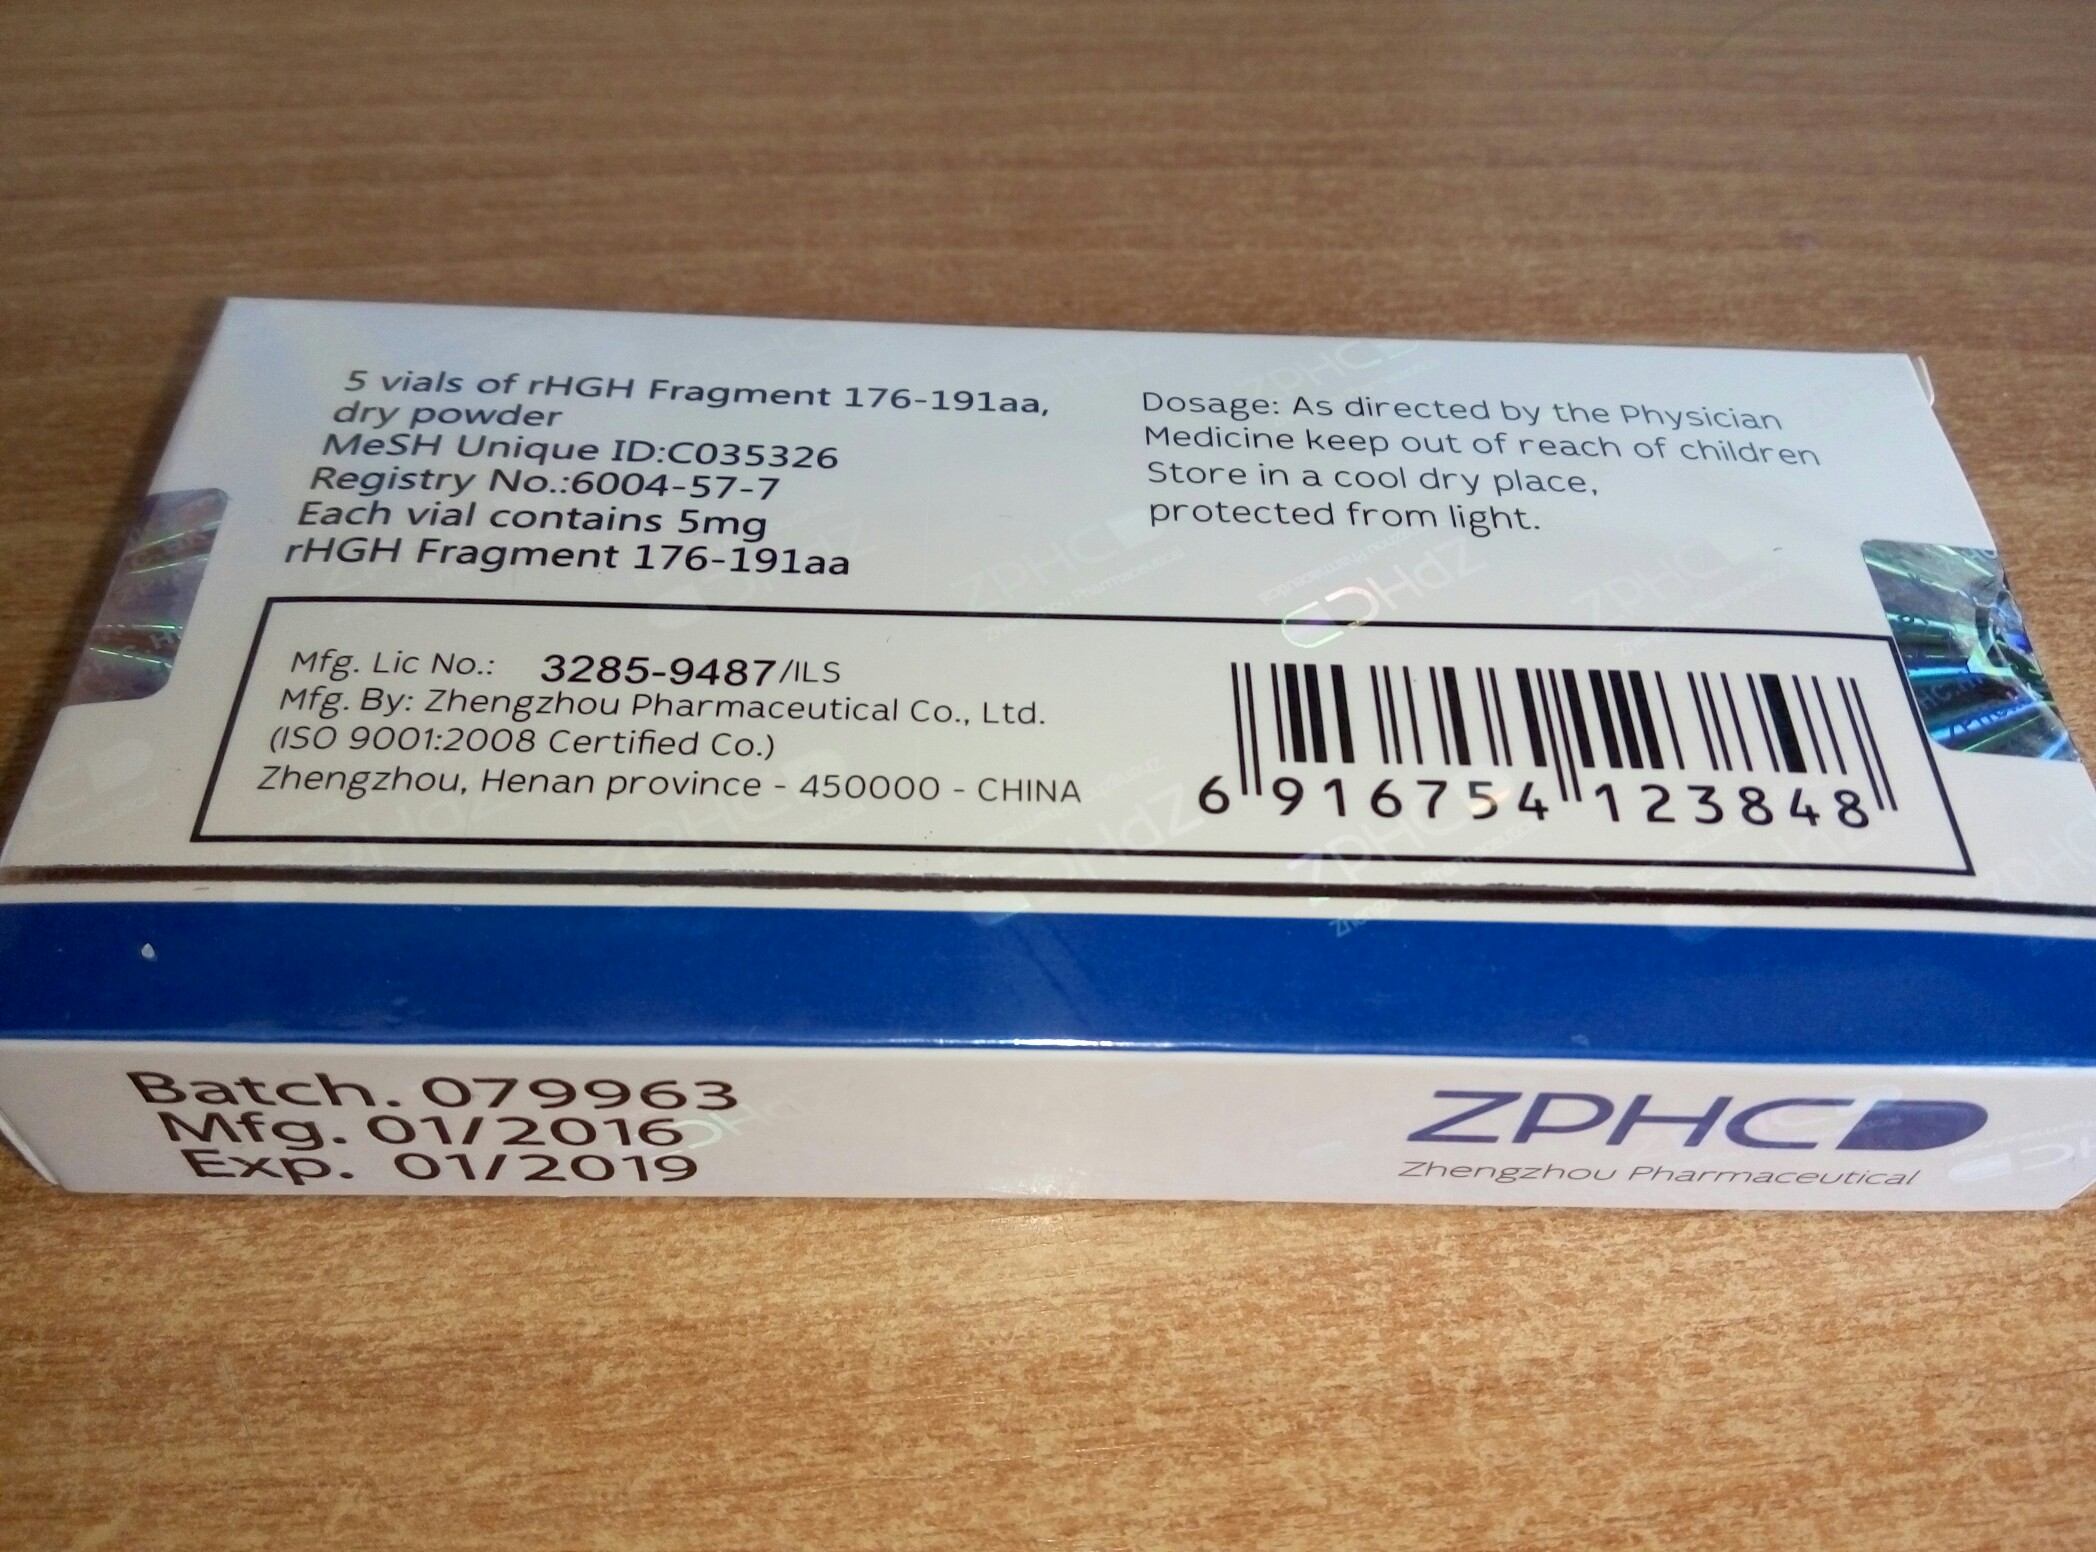 5 vials of rHGH Fragment 176-191aa,
dry powder
MeSH Unique ID:C035326
Registry No.:6004-57-7
Each vial contains 5mg
rHGH Fragment 176-191aa
Dosage: As directed by the Physician
Medicine keep out of reach of children
Store in a cool dry place,
protected from light.
Mfg. Lic No.: 3285-9487/ILS
Mfg. By: Zhengzhou Pharmaceutical Co., Ltd.
(ISO 9001:2008 Certified Co.)
Zhengzhou, Henan province - 450000 - CHINA
6 916754 123848
Batch. 079963
Mfg. 01/2016
Exp. 01/2019
ZPHC
Zhengzhou Pharmaceutical